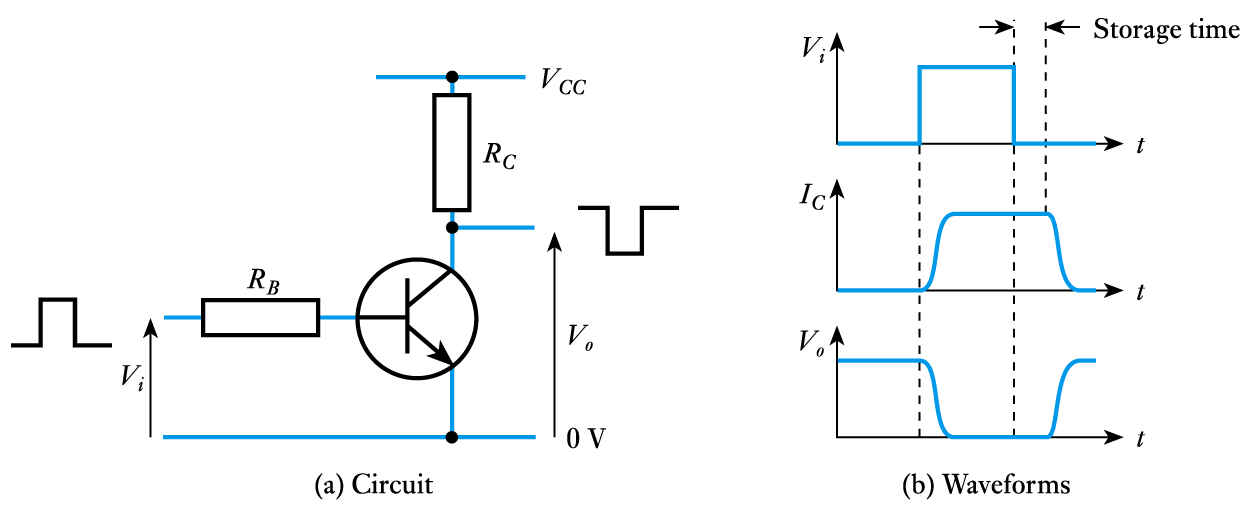 V_CC
R_C
R_B
V_i
V_o
0 V
(a) Circuit
Storage time
V_i
t
I_C
t
V_o
t
(b) Waveforms